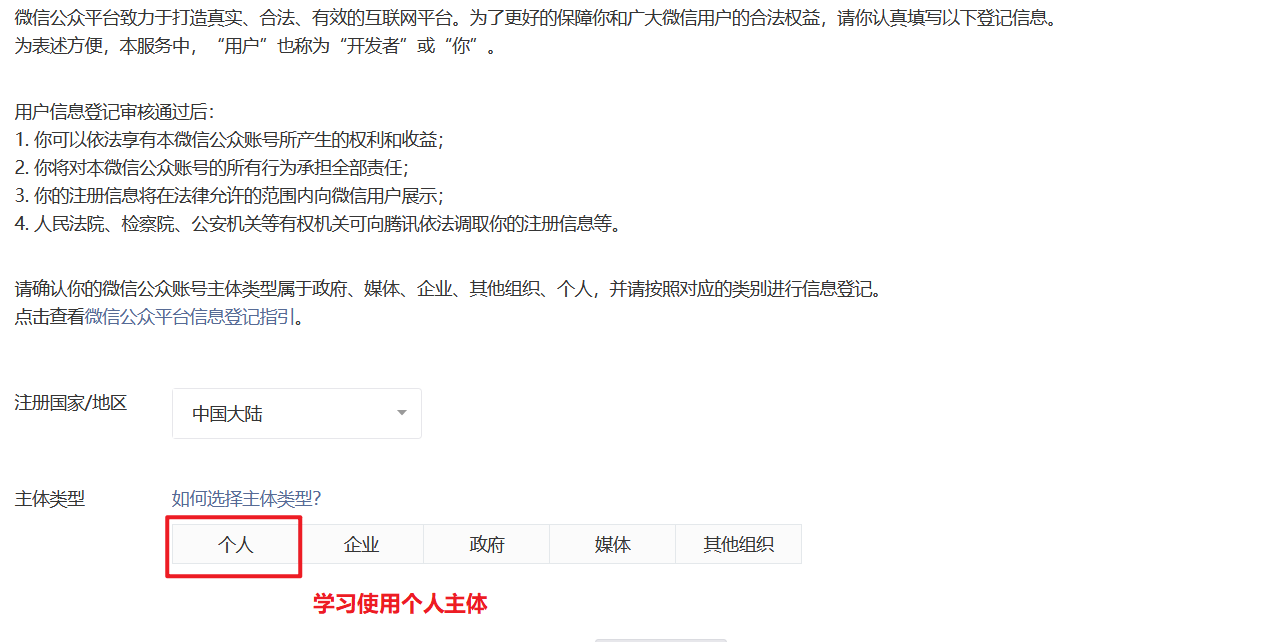 微信公众平台致力于打造真实、合法、有效的互联网平台。为了更好的保障你和广大微信用户的合法权益，请你认真填写以下登记信息。
为表述方便，本服务中，“用户”也称为“开发者”或“你”。
用户信息登记审核通过后：
1. 你可以依法享有本微信公众账号所产生的权利和收益；
2. 你将对本微信公众账号的所有行为承担全部责任；
3. 你的注册信息将在法律允许的范围内向微信用户展示；
4. 人民法院、检察院、公安机关等有权机关可向腾讯依法调取你的注册信息等。
请确认你的微信公众账号主体类型属于政府、媒体、企业、其他组织、个人，并请按照对应的类别进行信息登记。
点击查看微信公众平台信息登记指引。
注册国家/地区 中国大陆
主体类型 如何选择主体类型?
个人 企业 政府 媒体 其他组织
学习使用个人主体